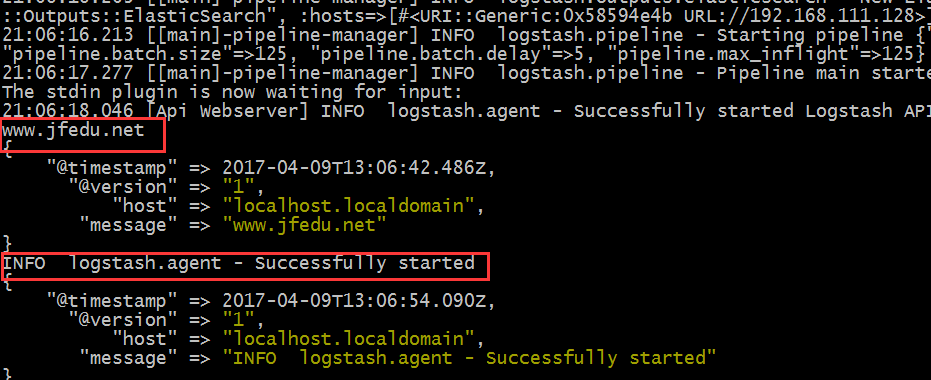 ::Outputs::ElasticSearch", :hosts=>[#<URI::Generic:0x58594e4b URL://192.168.111.128>
21:06:16.213 [[main]-pipeline-manager] INFO  logstash.pipeline - Starting pipeline {"
"pipeline.batch.size"=>125, "pipeline.batch.delay"=>5, "pipeline.max_inflight"=>125}
21:06:17.277 [[main]-pipeline-manager] INFO  logstash.pipeline - Pipeline main starte
The stdin plugin is now waiting for input:
21:06:18.046 [Api Webserver] INFO  logstash.agent - Successfully started Logstash API
www.jfedu.net
{
    "@timestamp" => 2017-04-09T13:06:42.486Z,
      "@version" => "1",
          "host" => "localhost.localdomain",
       "message" => "www.jfedu.net"
}
INFO  logstash.agent - Successfully started
{
    "@timestamp" => 2017-04-09T13:06:54.090Z,
      "@version" => "1",
          "host" => "localhost.localdomain",
       "message" => "INFO  logstash.agent - Successfully started"
}